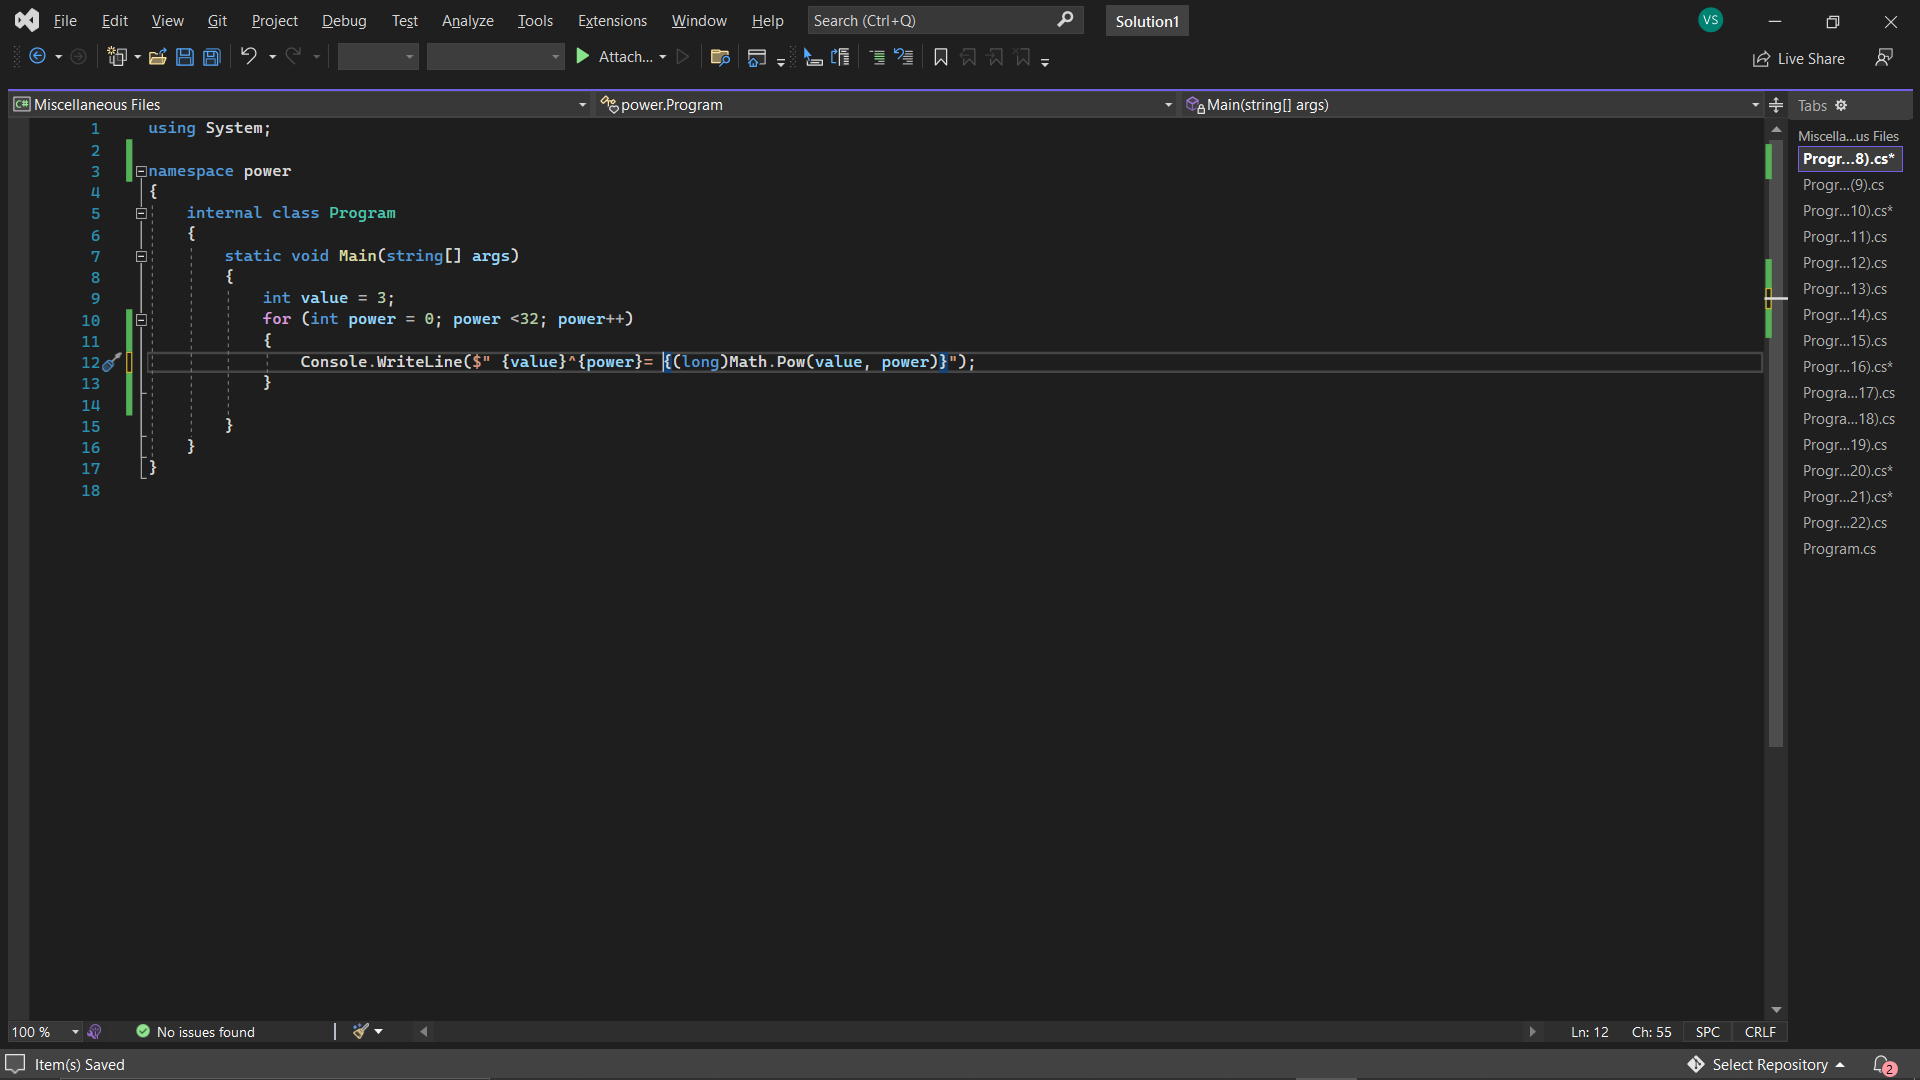 File Edit View Git Project Debug Test Analyze Tools Extensions Window Help Search (Ctrl+Q) Solution1 VS
Attach... Live Share
C# Miscellaneous Files power.Program Main(string[] args) Tabs
Miscella...us Files
Progr...8).cs*
Progr...(9).cs
Progr...10).cs*
Progr...11).cs
Progr...12).cs
Progr...13).cs
Progr...14).cs
Progr...15).cs
Progr...16).cs*
Progra...17).cs
Progra...18).cs
Progr...19).cs
Progr...20).cs*
Progr...21).cs*
Progr...22).cs
Program.cs
1 using System;
2
3 namespace power
4 {
5 internal class Program
6 {
7 static void Main(string[] args)
8 {
9 int value = 3;
10 for (int power = 0; power <32; power++)
11 {
12 Console.WriteLine($" {value}^{power}= {(long)Math.Pow(value, power)}");
13 }
14
15 }
16 }
17 }
18
100 % No issues found Ln: 12 Ch: 55 SPC CRLF
Item(s) Saved Select Repository 2